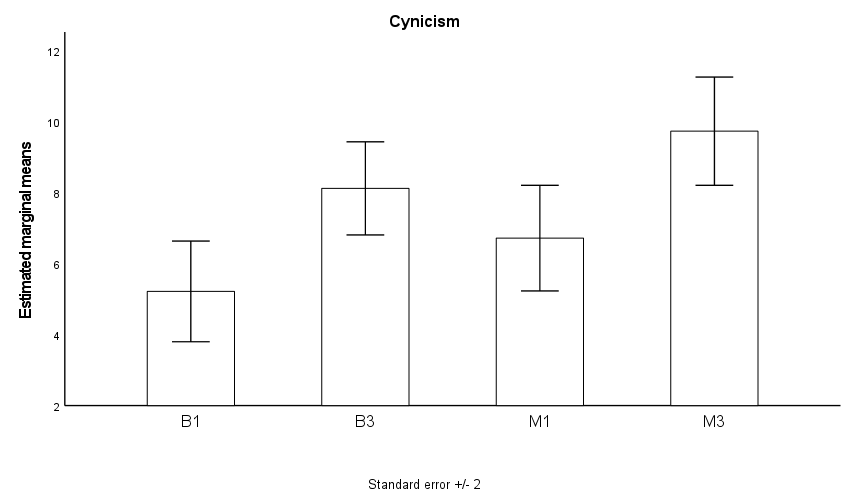 Cynicism
Estimated marginal means
12
10
8
6
4
2
B1 B3 M1 M3
Standard error +/- 2